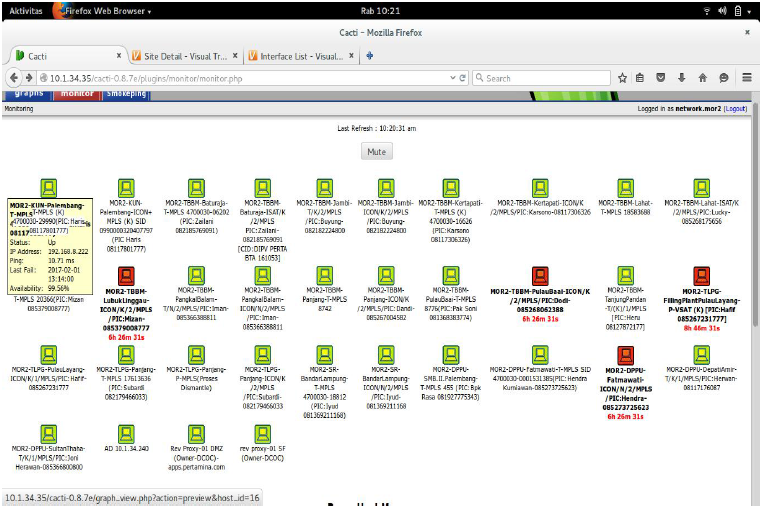 Aktivitas
Firefox Web Browser
Rab 10:21
Cacti - Mozilla Firefox
Cacti
Site Detail - Visual Tr...
Interface List - Visual...
10.1.34.35/cacti-0.8.7e/plugins/monitor/monitor.php
Search
graphs
monitor
smokeping
Monitoring
Logged in as network.mor2 (Logout)
Last Refresh : 10:20:31 am
Mute
MOR2-KUN-Palembang-
T-MPLS
T-MPLS (K)
4700030-29990(PIC: Haris
08117801777)
Status: Up
IP Address: 192.168.8.222
Ping: 10.71 ms
Last Fail: 2017-02-01
13:14:00
Availability: 99.56%
MOR2-KUN-
Palembang-ICON+
MPLS (K) SID
0990000320400797
(PIC Haris
08117801777)
MOR2-TBBM-Baturaja-
T-MPLS 4700030-06202
(PIC: Zailani
082185769091)
MOR2-TBBM-
Baturaja-ISAT/K
/2/MPLS
/PIC: Zailani-
082185769091
[CID:DIPV PERTA
BTA 161053]
MOR2-TBBM-Jambi-
T/K/2/MPLS
/PIC:Buyung-
082182224800
MOR2-TBBM-Jambi-
ICON/K/2/MPLS
/PIC:Buyung-
082182224800
MOR2-TBBM-Kertapati-
T-MPLS (K)
4700030-16626
(PIC:Karsono
08117306326)
MOR2-TBBM-Kertapati-ICON/K
/2/MPLS/PIC:Karsono-08117306326
MOR2-TBBM-Lahat-
T-MPLS 18583688
MOR2-TBBM-Lahat-ISAT/K
/2/MPLS/PIC:Lucky-
085268175656
T-MPLS 20366(PIC:Mizan
085379008777)
MOR2-TBBM-
LubukLinggau-
ICON/K/2/MPLS
/PIC:Mizan-
085379008777
6h 26m 31s
MOR2-TBBM-
PangkalBalam-
T/N/2/MPLS/PIC:Iman-
085366388811
MOR2-TBBM-
PangkalBalam-
ICON/N/2/MPLS
/PIC:Iman-
085366388811
MOR2-TBBM-
Panjang-T-MPLS
8742
MOR2-TBBM-
Panjang-ICON/K
/2/MPLS/PIC:Dandi-
085267004582
MOR2-TBBM-
PulauBaai-T-MPLS
8776(PIC:Pak Soni
081368383774)
MOR2-TBBM-PulauBaai-ICON/K
/2/MPLS/PIC:Dodi-
085268062388
6h 26m 31s
MOR2-TBBM-
TanjungPandan
-T/(K)/1/MPLS
[PIC:Heru
08127872177]
MOR2-TLPG-
FillingPlantPulauLayang-
P-VSAT (K) [PIC:Hafif
085267231777]
8h 46m 31s
MOR2-TLPG-PulauLayang-
ICON/K/1/MPLS/PIC:Hafif-
085267231777
MOR2-TLPG-Panjang-
T-MPLS 17613636
(PIC: Subardi
082179466033)
MOR2-TLPG-Panjang-
P-MPLS(Proses
Dismantle)
MOR2-TLPG-
Panjang-ICON/K
/2/MPLS
/PIC:Subardi-
082179466033
MOR2-SR-
BandarLampung-
T-MPLS
4700030-18812
(PIC:Iyud
081369211168)
MOR2-SR-
BandarLampung-
ICON/N/2/MPLS
/PIC:Iyud-
081369211168
MOR2-DPPU-
SMB.II.Palembang-
T-MPLS 455 (PIC: Bpk
Rasa 081927775343)
MOR2-DPPU-Fatmawati-T-MPLS SID
4700030-0001531385(PIC:Hendra
Kurniawan-085273725623)
MOR2-DPPU-
Fatmawati-
ICON/N/2/MPLS
/PIC:Hendra-
085273725623
6h 26m 31s
MOR2-DPPU-DepatiAmir-
T/K/1/MPLS/PIC:Herwan-
08117176087
MOR2-DPPU-SultanThaha-
T/K/1/MPLS/PIC:Joni
Herawan-085366800800
AD 10.1.34.240
Rev Proxy-01 DMZ
(Owner-DCOC)-
apps.pertamina.com
rev proxy-01 SF
(Owner-DCOC)
10.1.34.35/cacti-0.8.7e/graph_view.php?action=preview&host_id=16